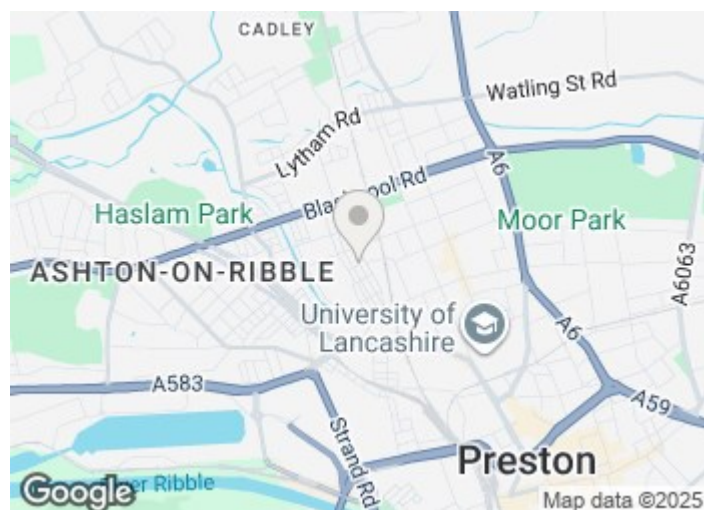 CADLEY
Watling St Rd
Lytham Rd
A6
Blackpool Rd
Haslam Park
Moor Park
ASHTON-ON-RIBBLE
A6063
University of
Lancashire
A6
A583
A59
Strand Rd
Preston
River Ribble
Google
Map data ©2025